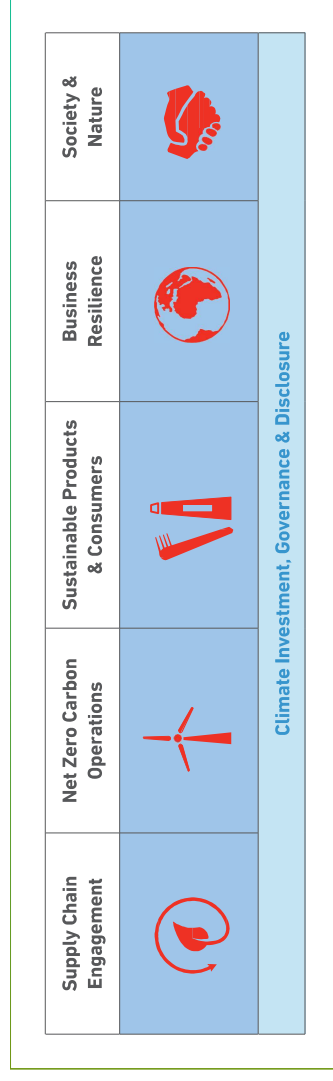 Supply Chain
Engagement
Net Zero Carbon
Operations
Sustainable Products
& Consumers
Business
Resilience
Society &
Nature
Climate Investment, Governance & Disclosure